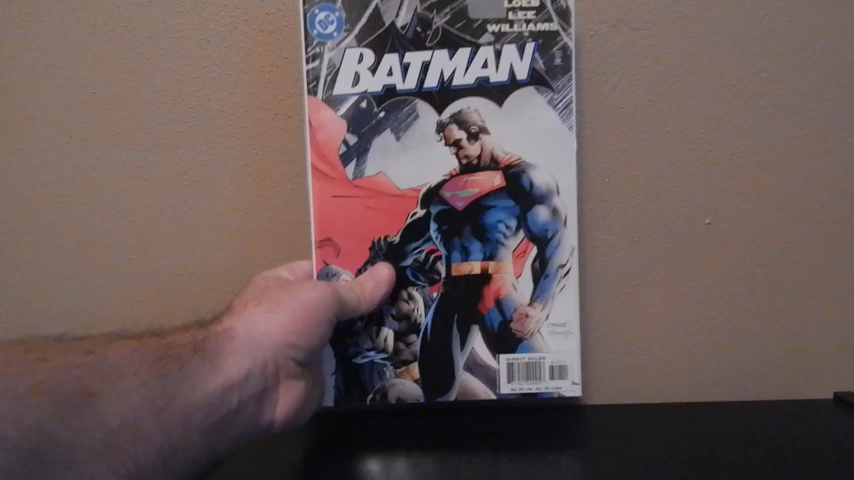 DC
LOEB
LEE
WILLIAMS
BATMAN
S
DIRECT SALES